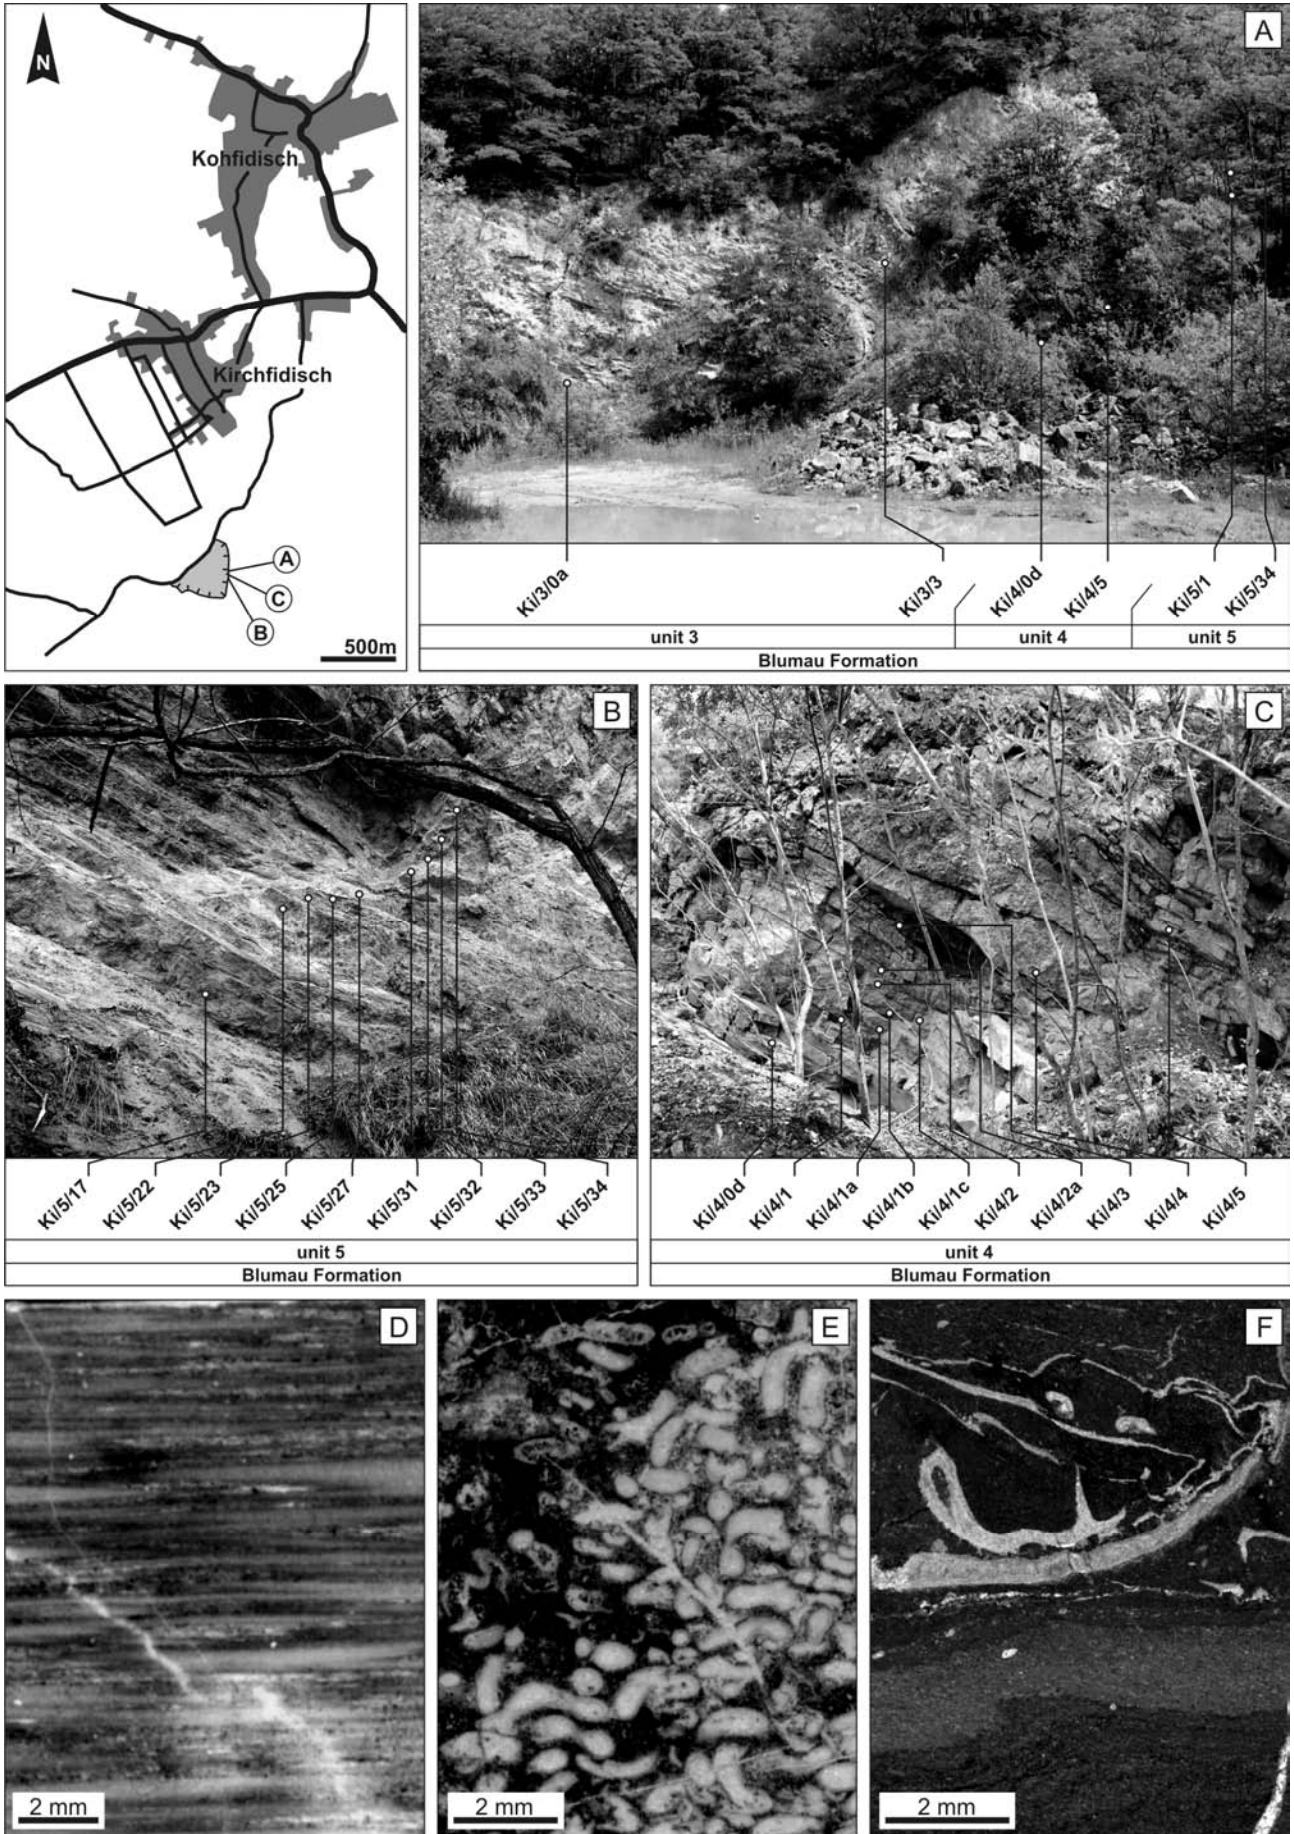 N
Kohfidisch
Kirchfidisch
A
C
B
500m
A
Ki/3/0a
Ki/3/3
Ki/4/0d
Ki/4/5
Ki/5/1
Ki/5/34
unit 3
unit 4
unit 5
Blumau Formation
B
Ki/5/17
Ki/5/22
Ki/5/23
Ki/5/25
Ki/5/27
Ki/5/31
Ki/5/32
Ki/5/33
Ki/5/34
unit 5
Blumau Formation
C
Ki/4/0d
Ki/4/1
Ki/4/1a
Ki/4/1b
Ki/4/1c
Ki/4/2
Ki/4/2a
Ki/4/3
Ki/4/4
Ki/4/5
unit 4
Blumau Formation
D
2 mm
E
2 mm
F
2 mm